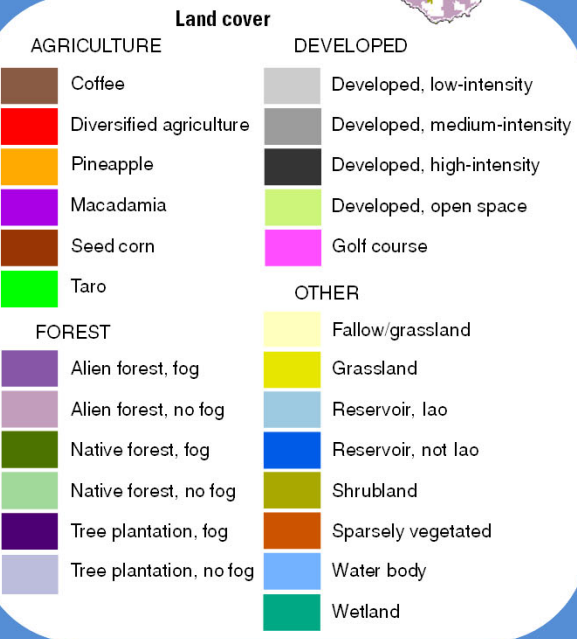 Land cover
AGRICULTURE
Coffee
Diversified agriculture
Pineapple
Macadamia
Seed corn
Taro
FOREST
Alien forest, fog
Alien forest, no fog
Native forest, fog
Native forest, no fog
Tree plantation, fog
Tree plantation, no fog
DEVELOPED
Developed, low-intensity
Developed, medium-intensity
Developed, high-intensity
Developed, open space
Golf course
OTHER
Fallow/grassland
Grassland
Reservoir, lao
Reservoir, not lao
Shrubland
Sparsely vegetated
Water body
Wetland